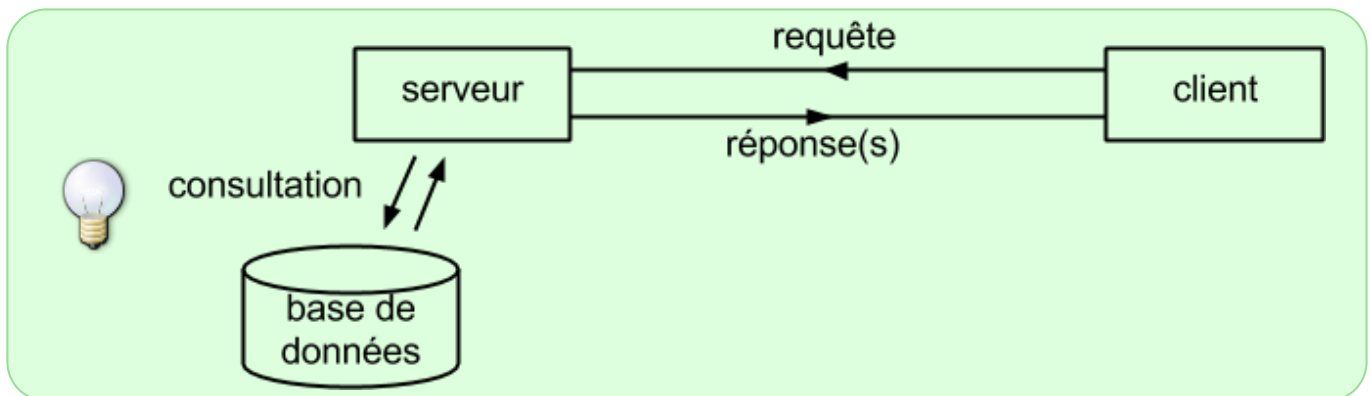 requête
serveur
client
réponse(s)
consultation
base de
données